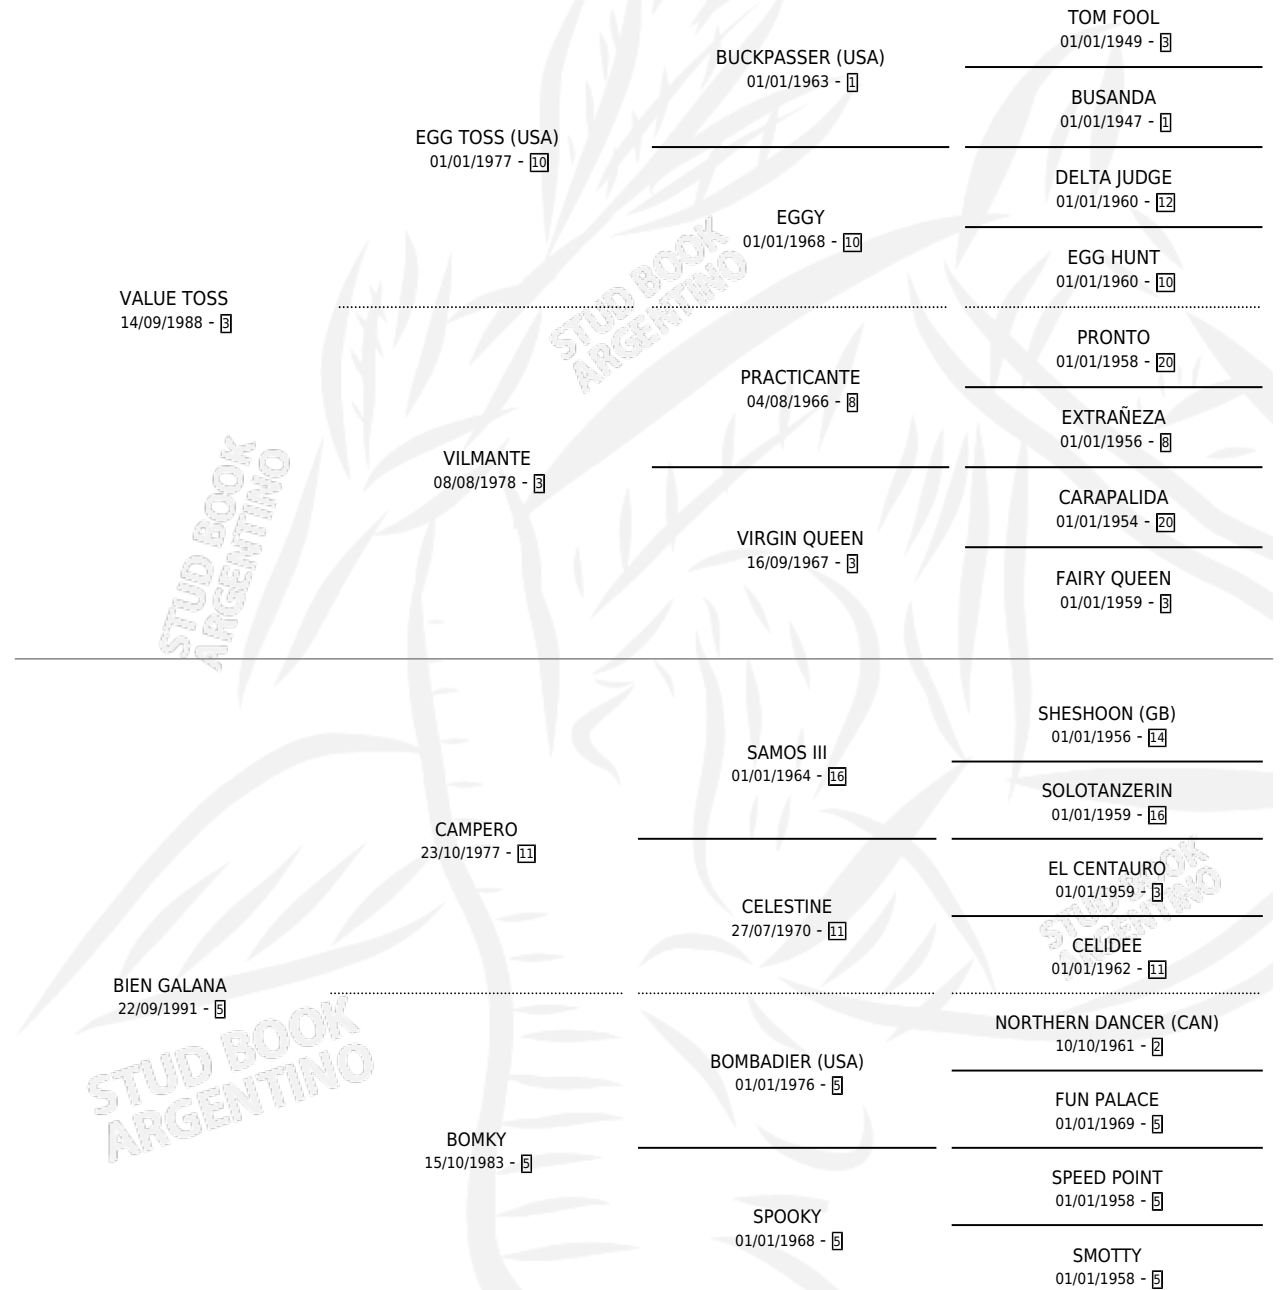 TOM FOOL
01/01/1949 - 3
BUCKPASSER (USA)
01/01/1963 - 1
BUSANDA
01/01/1947 - 1
EGG TOSS (USA)
01/01/1977 - 10
DELTA JUDGE
01/01/1960 - 12
EGGY
01/01/1968 - 10
EGG HUNT
01/01/1960 - 10
VALUE TOSS
14/09/1988 - 3
STUD BOOK
ARGENTINO
PRONTO
01/01/1958 - 20
PRACTICANTE
04/08/1966 - 8
EXTRAÑEZA
01/01/1956 - 8
VILMANTE
08/08/1978 - 3
CARAPALIDA
01/01/1954 - 20
VIRGIN QUEEN
16/09/1967 - 3
FAIRY QUEEN
01/01/1959 - 3
STUD BOOK
ARGENTINO
SHESHOON (GB)
01/01/1956 - 14
SAMOS III
01/01/1964 - 16
SOLOTANZERIN
01/01/1959 - 16
CAMPERO
23/10/1977 - 11
EL CENTAURO
01/01/1959 - 3
CELESTINE
27/07/1970 - 11
CELIDEE
01/01/1962 - 11
STUD BOOK
ARGENTINO
BIEN GALANA
22/09/1991 - 5
NORTHERN DANCER (CAN)
10/10/1961 - 2
BOMBADIER (USA)
01/01/1976 - 5
FUN PALACE
01/01/1969 - 5
STUD BOOK
ARGENTINO
BOMKY
15/10/1983 - 5
SPEED POINT
01/01/1958 - 5
SPOOKY
01/01/1968 - 5
SMOTTY
01/01/1958 - 5